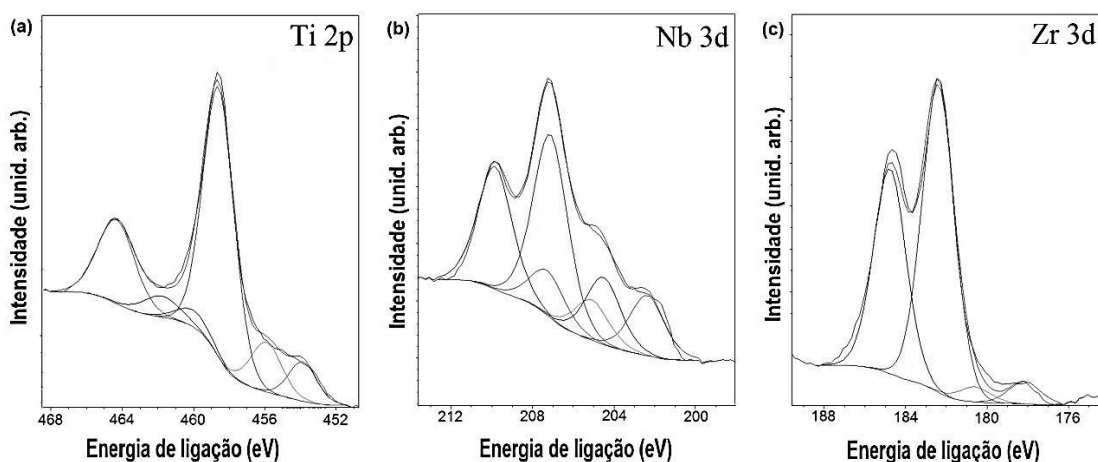 (a)
Ti 2p
Intensidade (unid. arb.)
468 464 460 456 452
Energia de ligação (eV)
(b)
Nb 3d
Intensidade (unid. arb.)
212 207 206 204 200
Energia de ligação (eV)
(c)
Zr 3d
Intensidade (unid. arb.)
188 184 180 176
Energia de ligação (eV)